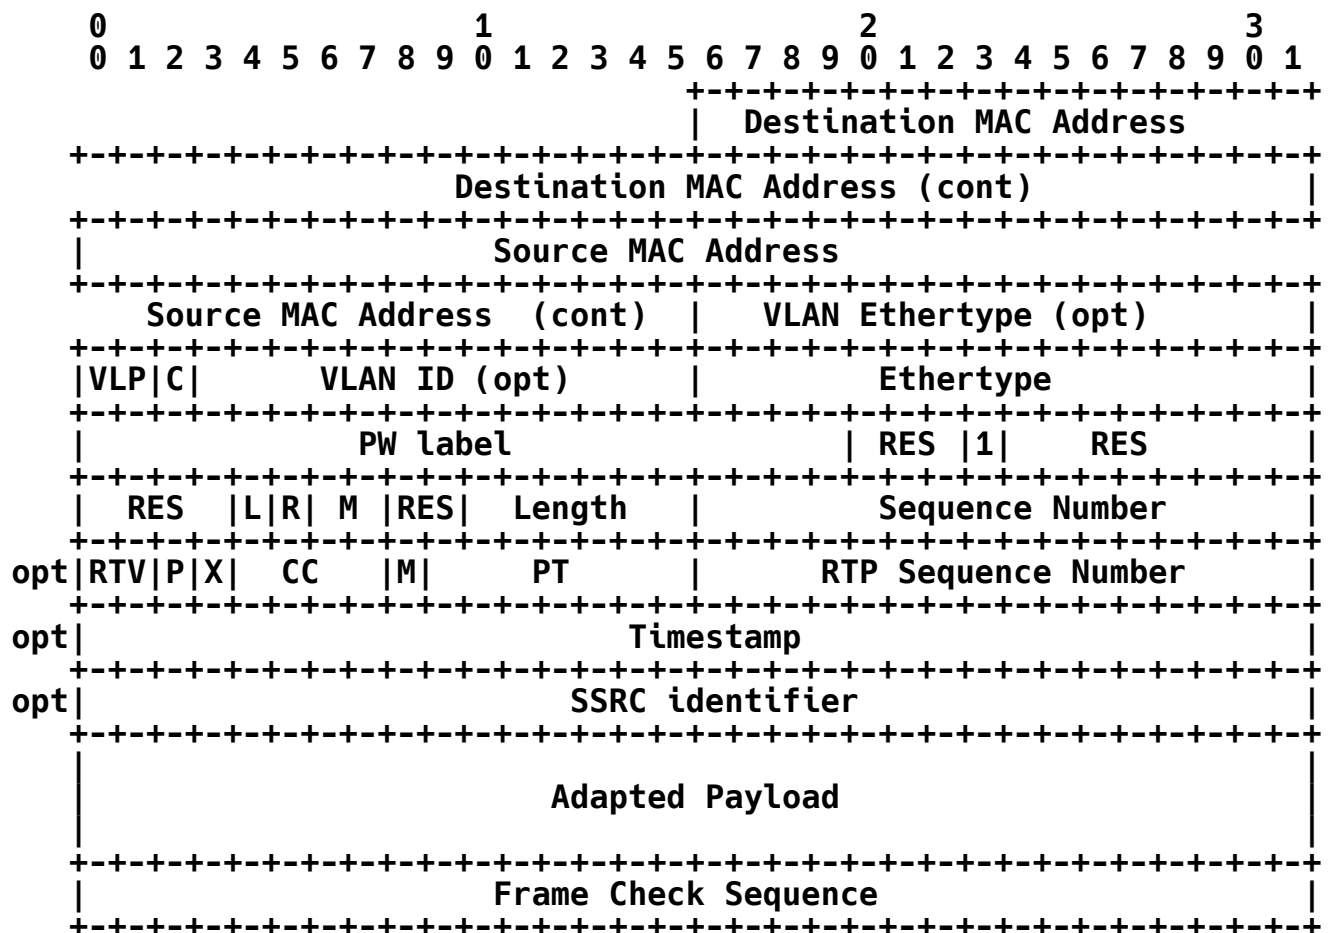 0                   1                   2                   3
 0 1 2 3 4 5 6 7 8 9 0 1 2 3 4 5 6 7 8 9 0 1 2 3 4 5 6 7 8 9 0 1
                                +-+-+-+-+-+-+-+-+-+-+-+-+-+-+-+-+
                                |  Destination MAC Address
+-+-+-+-+-+-+-+-+-+-+-+-+-+-+-+-+-+-+-+-+-+-+-+-+-+-+-+-+-+-+-+-+
                    Destination MAC Address (cont)              |
+-+-+-+-+-+-+-+-+-+-+-+-+-+-+-+-+-+-+-+-+-+-+-+-+-+-+-+-+-+-+-+-+
|                     Source MAC Address
+-+-+-+-+-+-+-+-+-+-+-+-+-+-+-+-+-+-+-+-+-+-+-+-+-+-+-+-+-+-+-+-+
    Source MAC Address  (cont)  |   VLAN Ethertype (opt)        |
+-+-+-+-+-+-+-+-+-+-+-+-+-+-+-+-+-+-+-+-+-+-+-+-+-+-+-+-+-+-+-+-+
|VLP|C|      VLAN ID (opt)      |         Ethertype             |
+-+-+-+-+-+-+-+-+-+-+-+-+-+-+-+-+-+-+-+-+-+-+-+-+-+-+-+-+-+-+-+-+
|              PW label                 | RES |1|    RES        |
+-+-+-+-+-+-+-+-+-+-+-+-+-+-+-+-+-+-+-+-+-+-+-+-+-+-+-+-+-+-+-+-+
|  RES  |L|R| M |RES|  Length   |         Sequence Number       |
+-+-+-+-+-+-+-+-+-+-+-+-+-+-+-+-+-+-+-+-+-+-+-+-+-+-+-+-+-+-+-+-+
opt|RTV|P|X|  CC   |M|     PT      |      RTP Sequence Number      |
+-+-+-+-+-+-+-+-+-+-+-+-+-+-+-+-+-+-+-+-+-+-+-+-+-+-+-+-+-+-+-+-+
opt|                            Timestamp                          |
+-+-+-+-+-+-+-+-+-+-+-+-+-+-+-+-+-+-+-+-+-+-+-+-+-+-+-+-+-+-+-+-+
opt|                         SSRC identifier                       |
+-+-+-+-+-+-+-+-+-+-+-+-+-+-+-+-+-+-+-+-+-+-+-+-+-+-+-+-+-+-+-+-+
|                                                               |
|                        Adapted Payload                        |
|                                                               |
+-+-+-+-+-+-+-+-+-+-+-+-+-+-+-+-+-+-+-+-+-+-+-+-+-+-+-+-+-+-+-+-+
|                     Frame Check Sequence                      |
+-+-+-+-+-+-+-+-+-+-+-+-+-+-+-+-+-+-+-+-+-+-+-+-+-+-+-+-+-+-+-+-+